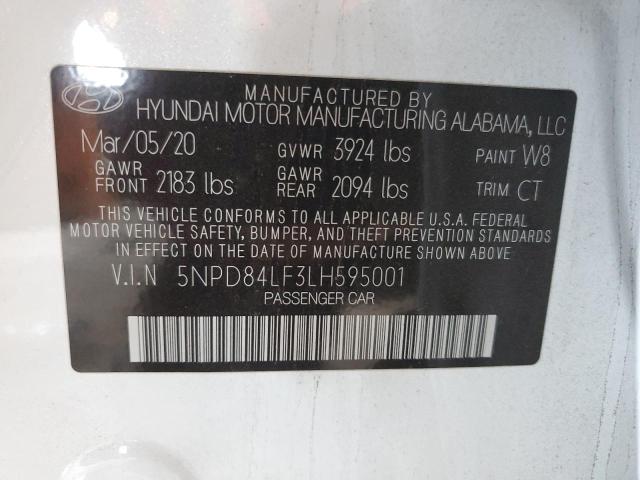 MANUFACTURED BY
HYUNDAI MOTOR MANUFACTURING ALABAMA, LLC
Mar/05/20 GVWR 3924 lbs PAINT W8
GAWR FRONT 2183 lbs GAWR REAR 2094 lbs TRIM CT
THIS VEHICLE CONFORMS TO ALL APPLICABLE U.S.A. FEDERAL
MOTOR VEHICLE SAFETY, BUMPER, AND THEFT PREVENTION STANDARDS
IN EFFECT ON THE DATE OF MANUFACTURE SHOWN ABOVE
V.I.N 5NPD84LF3LH595001
PASSENGER CAR